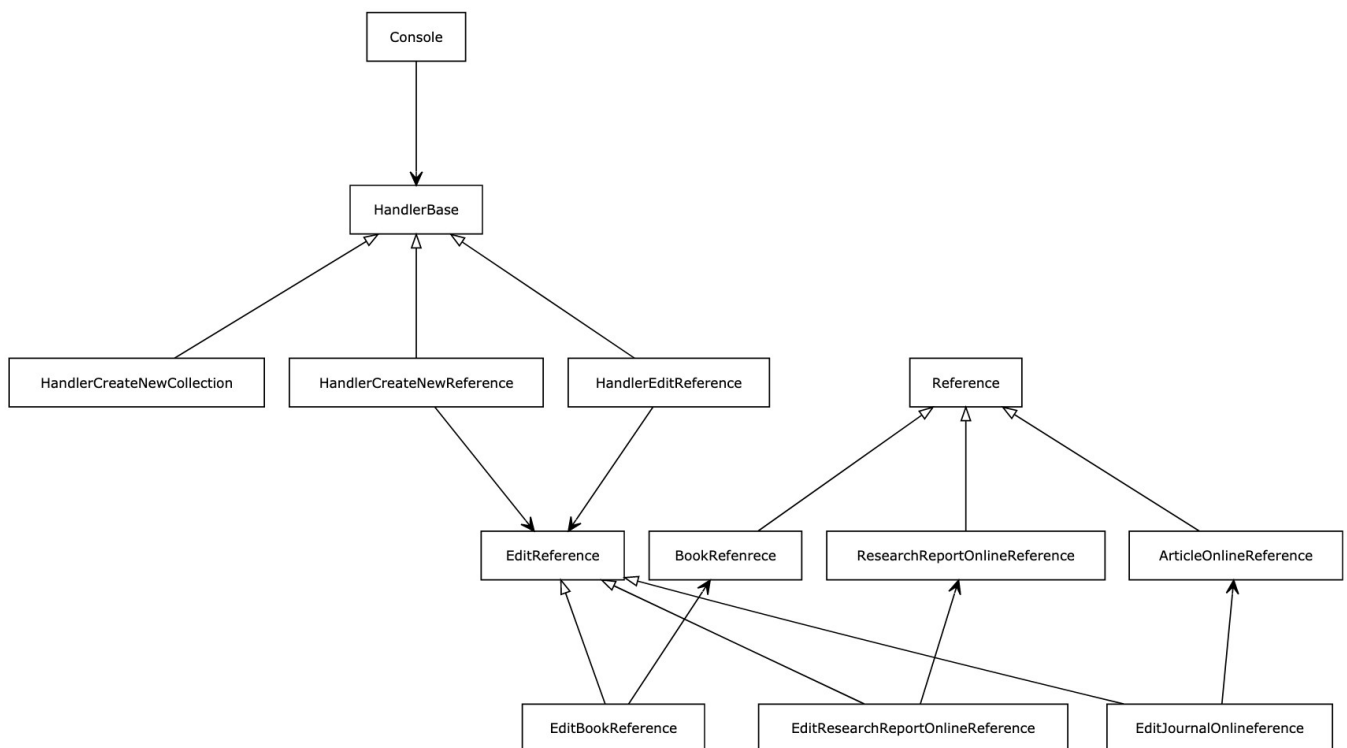 Console
HandlerBase
HandlerCreateNewCollection
HandlerCreateNewReference
HandlerEditReference
Reference
EditReference
BookRefenrece
ResearchReportOnlineReference
ArticleOnlineReference
EditBookReference
EditResearchReportOnlineReference
EditJournalOnlineference